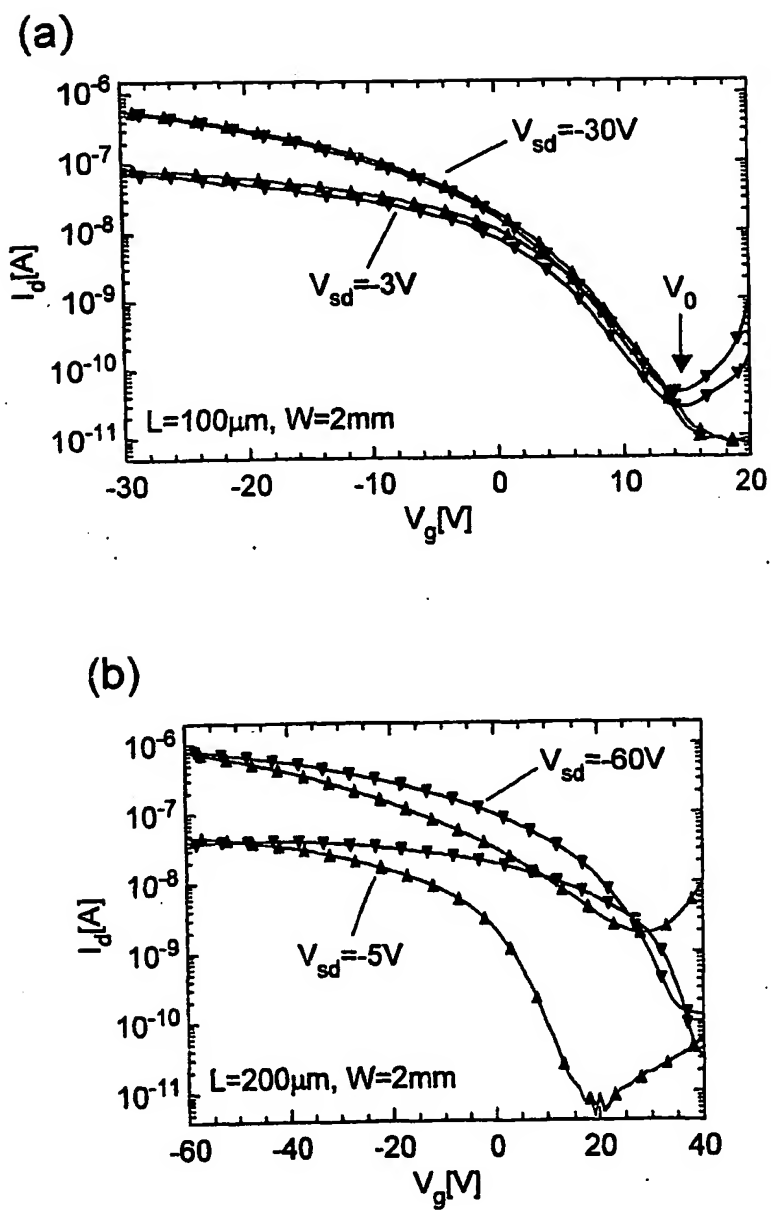 (a)
10⁻⁶
10⁻⁷
10⁻⁸
10⁻⁹
10⁻¹⁰
10⁻¹¹
I_d[A]
V_sd=-30V
V_sd=-3V
V_0
L=100μm, W=2mm
-30 -20 -10 0 10 20
V_g[V]
(b)
10⁻⁶
10⁻⁷
10⁻⁸
10⁻⁹
10⁻¹⁰
10⁻¹¹
I_d[A]
V_sd=-60V
V_sd=-5V
L=200μm, W=2mm
-60 -40 -20 0 20 40
V_g[V]